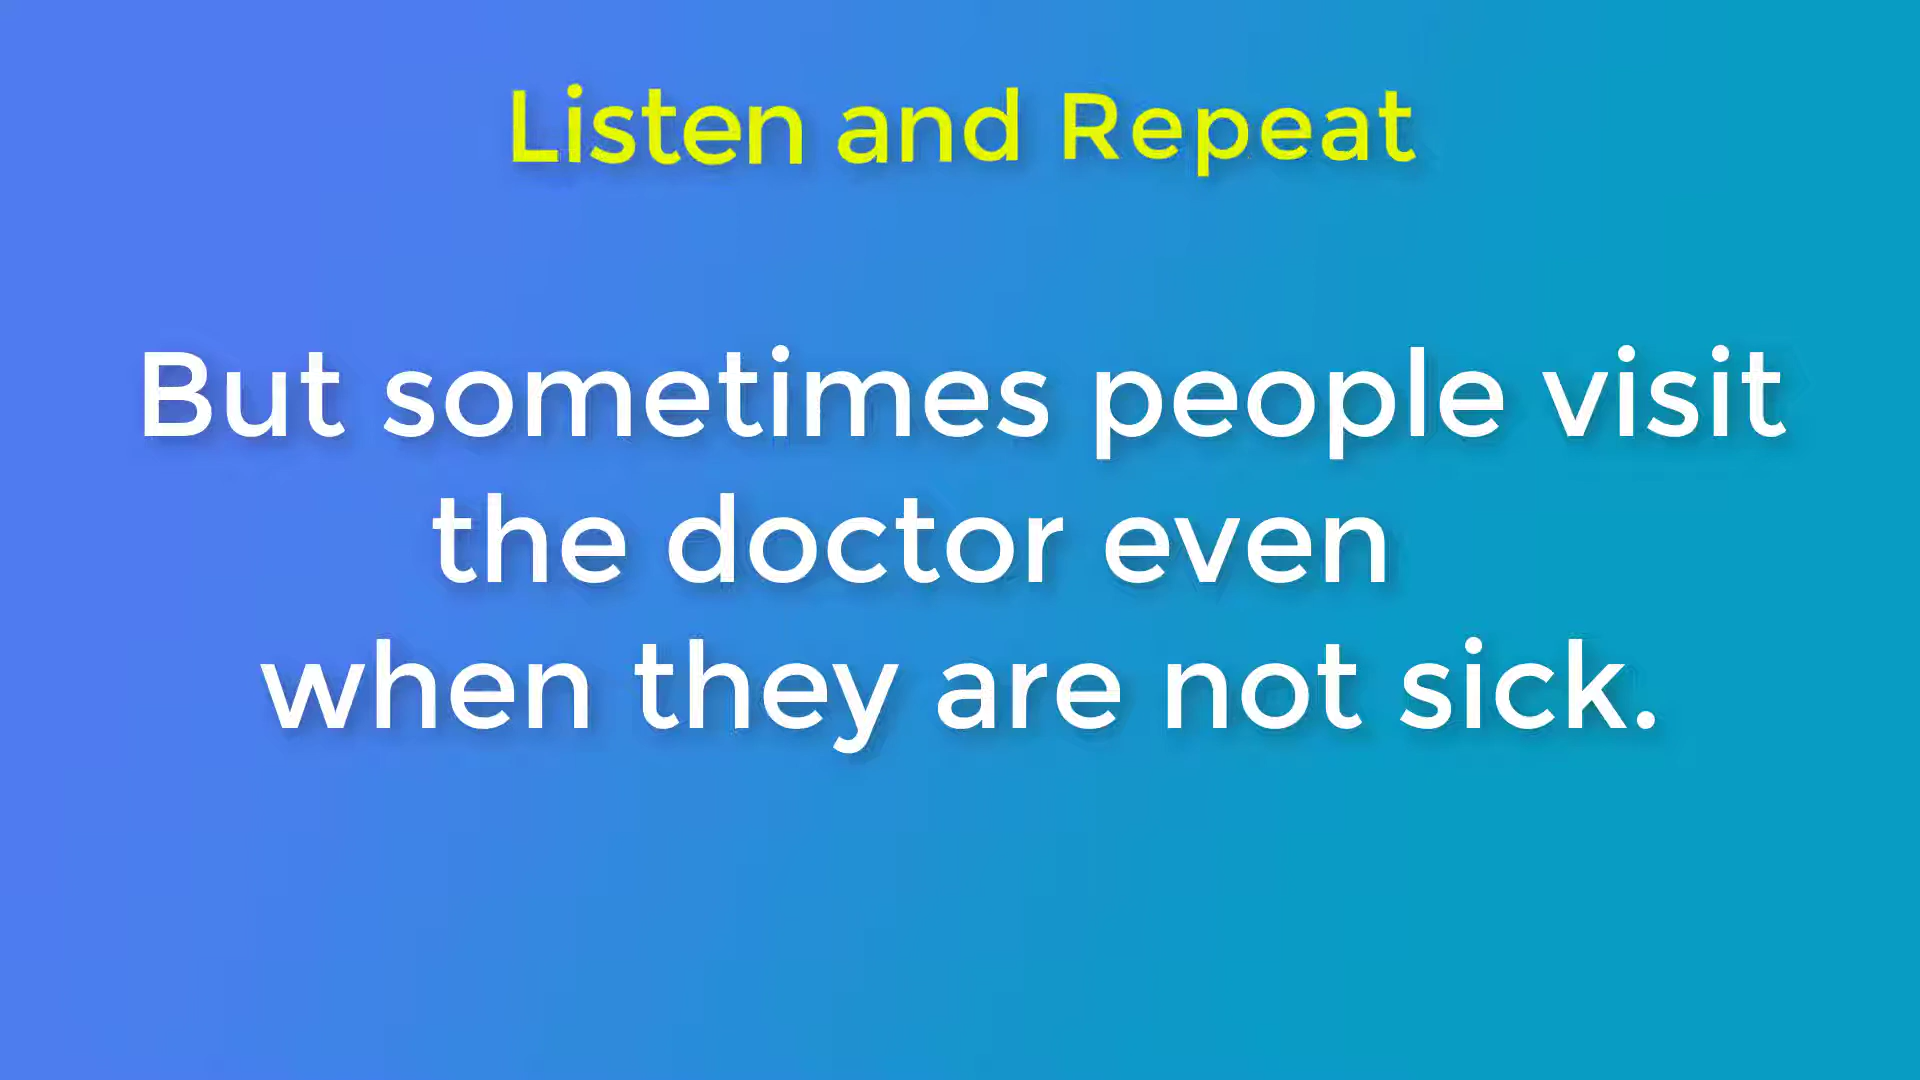 Listen and Repeat
But sometimes people visit
the doctor even
when they are not sick.